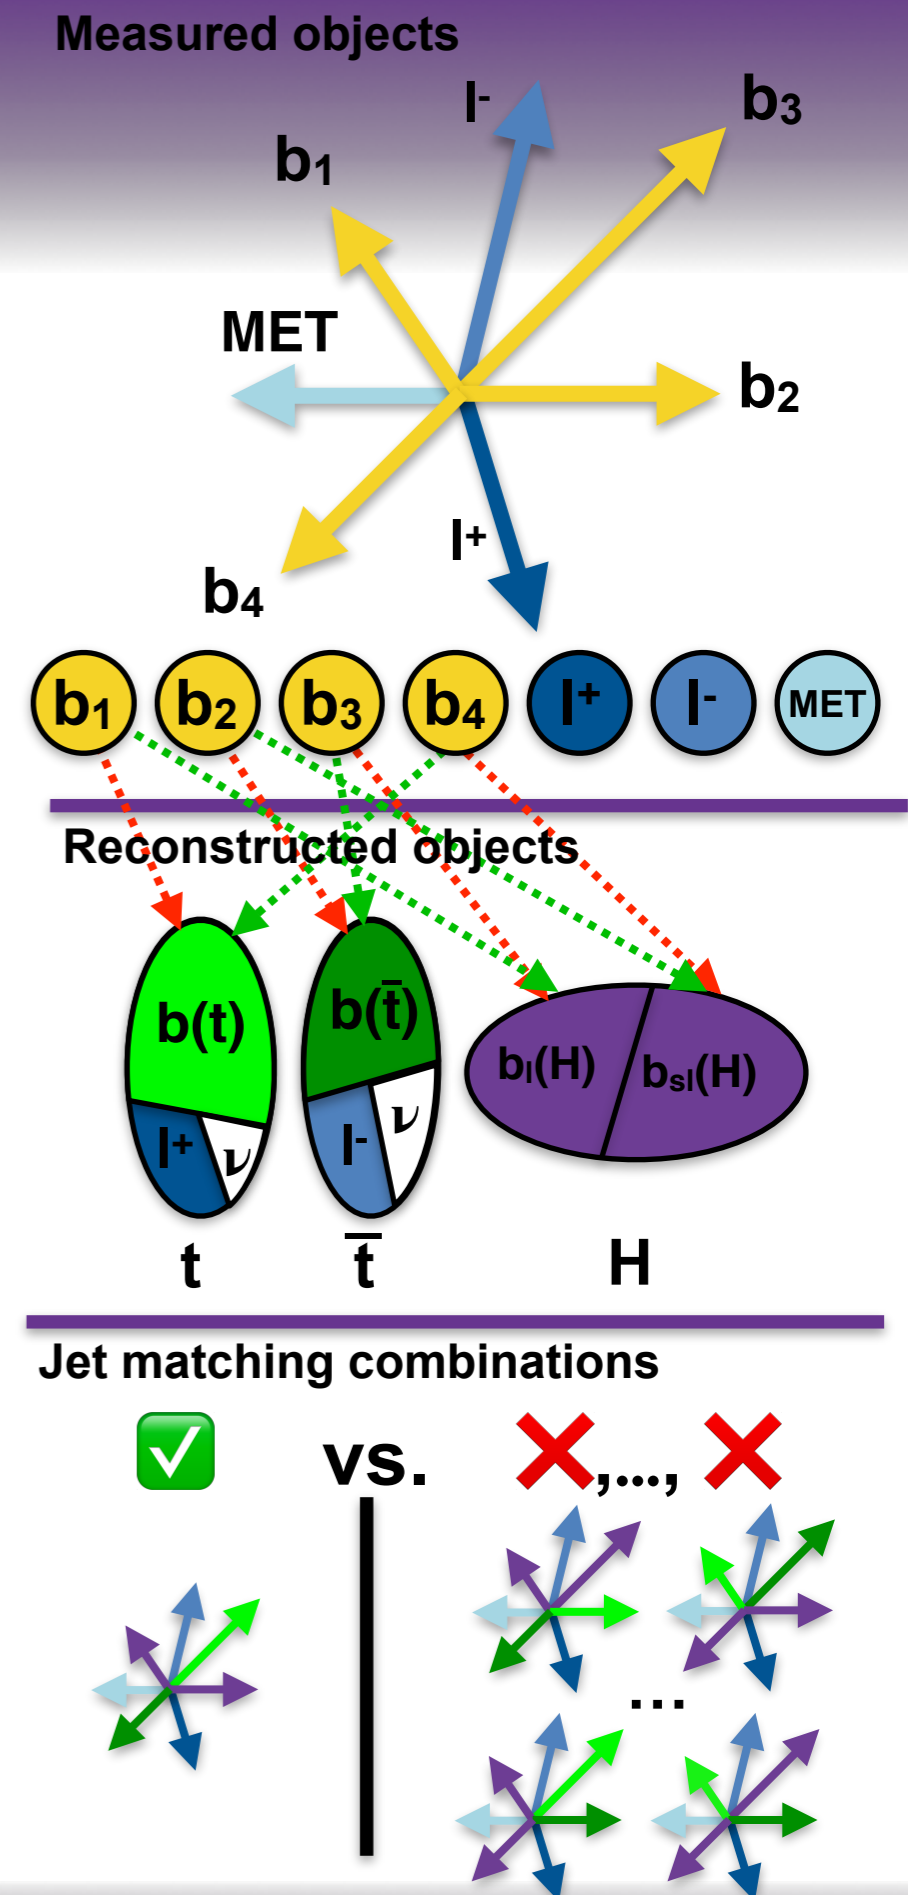 Measured objects
l-
b3
b1
MET
b2
l+
b4
b1 b2 b3 b4 l+ l- MET
Reconstructed objects
b(t) b(t̄) bl(H) bsl(H)
l+ ν l- ν
t t̄ H
Jet matching combinations
✅ vs. ❌,..., ❌
...